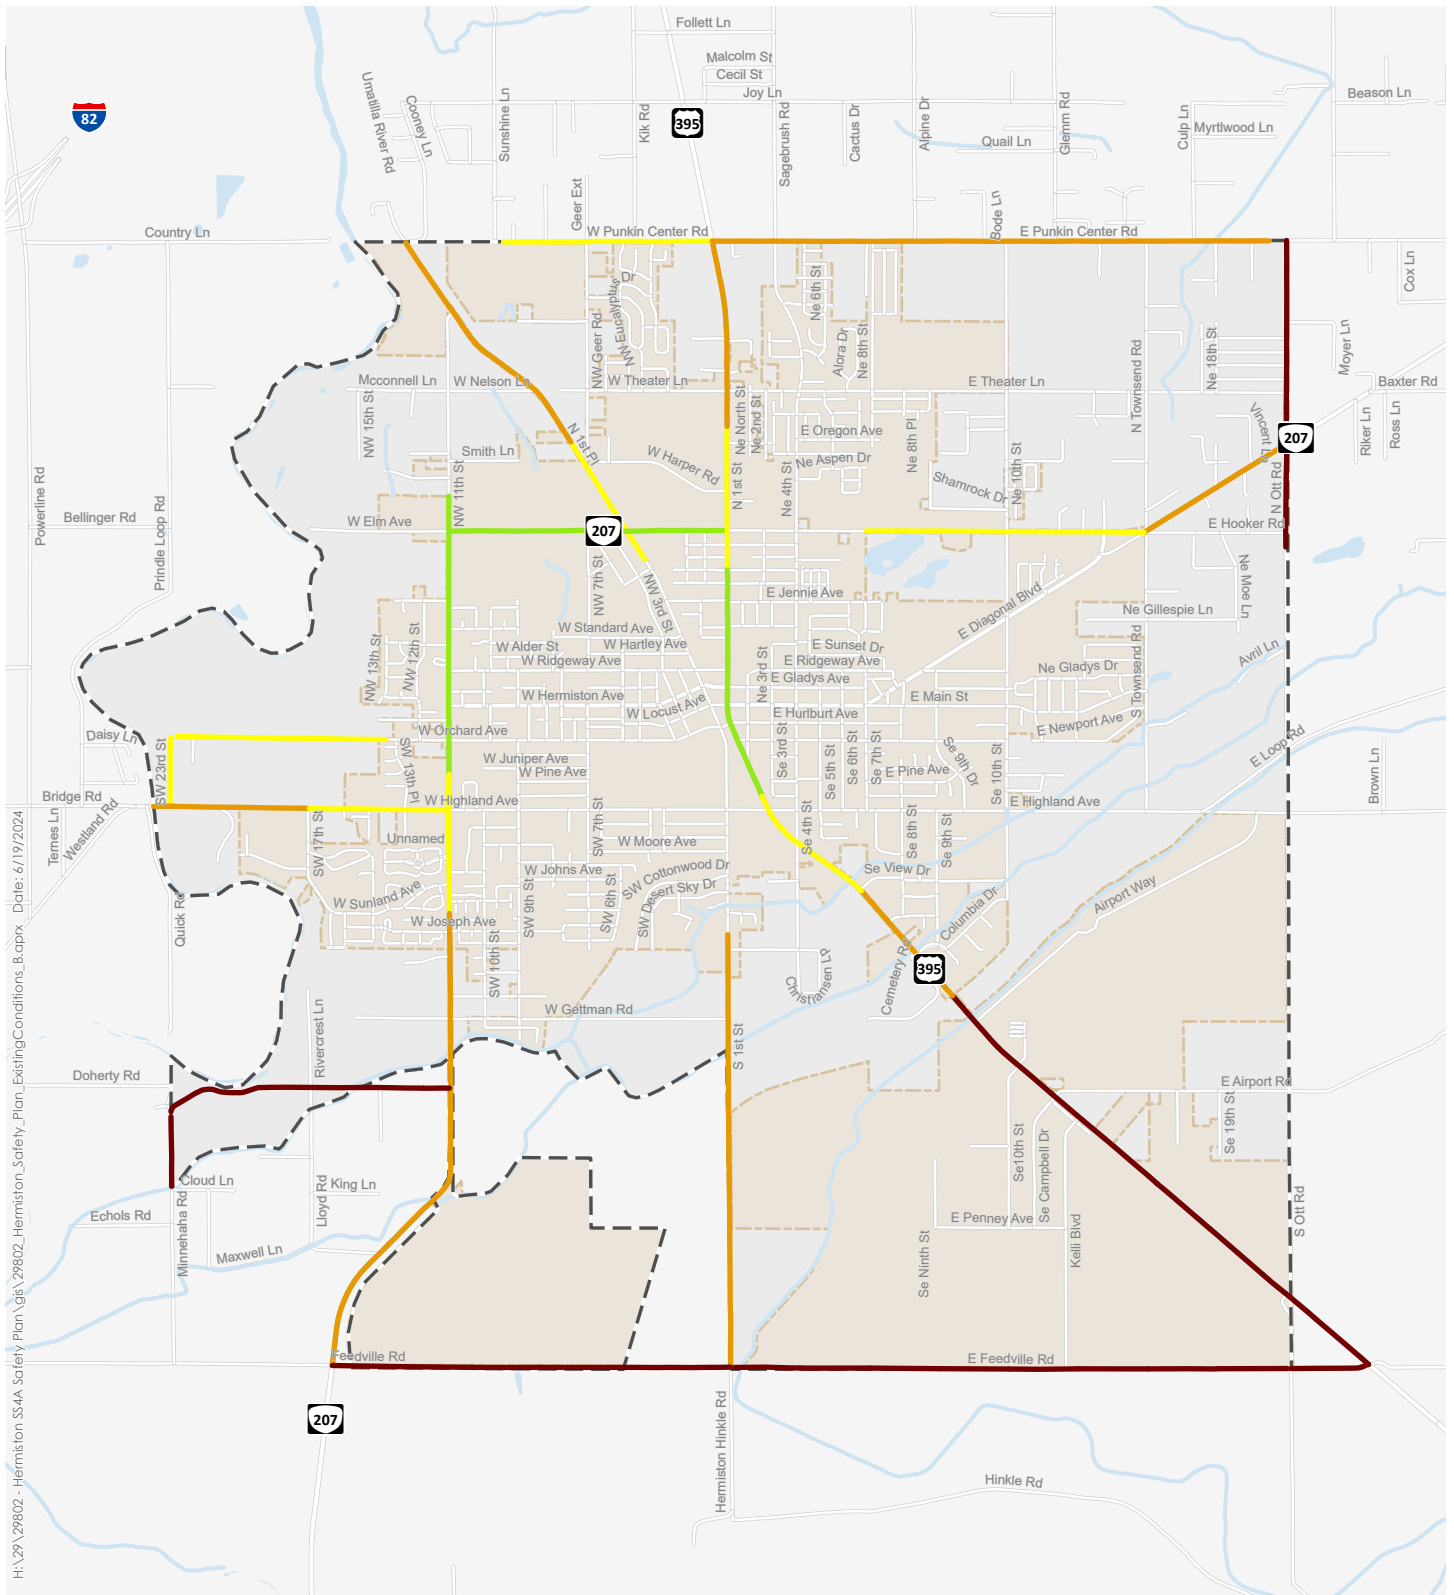 Follett Ln
Malcolm St
Cecil St
Joy Ln
Beason Ln
82
395
Umatilla River Rd
Cooney Ln
Sunshine Ln
Kik Rd
Sagebrush Rd
Cactus Dr
Alpine Dr
Quail Ln
Glemm Rd
Culp Ln
Myrtlwood Ln
Geer Ext
Bode Ln
Country Ln
W Punkin Center Rd
E Punkin Center Rd
Cox Ln
NW Eucalyptus Dr
Ne 6th St
NW Geer Rd
Alora Dr
Ne 8th St
N Townsend Rd
Ne 18th St
Moyer Ln
Mcconnell Ln
W Nelson Ln
W Theater Ln
E Theater Ln
Baxter Rd
NW 15th St
N 1st Pl
Ne North St
Ne 2nd St
E Oregon Ave
Ne 8th Pl
Vincent Ln
207
Riker Ln
Ross Ln
Smith Ln
W Harper Rd
Ne Aspen Dr
Powerline Rd
Prindle Loop Rd
NW 11th St
N 1st St
Ne 4th St
Shamrock Dr
Ne 10th St
N Ott Rd
Bellinger Rd
W Elm Ave
207
E Hooker Rd
NW 7th St
NW 3rd St
E Jennie Ave
E Diagonal Blvd
Ne Moe Ln
Ne Gillespie Ln
W Standard Ave
W Alder St
W Hartley Ave
E Sunset Dr
W Ridgeway Ave
E Ridgeway Ave
NW 13th St
NW 12th St
Ne 3rd St
E Gladys Ave
Ne Gladys Dr
S Townsend Rd
Avril Ln
W Hermiston Ave
E Main St
W Locust Ave
E Hurlburt Ave
E Newport Ave
Daisy Ln
W Orchard Ave
E Loop Rd
SW 23rd St
SW 13th Pl
W Juniper Ave
W Pine Ave
Se 3rd St
Se 5th St
Se 6th St
Se 7th St
E Pine Ave
Se 9th Dr
Se 10th St
Brown Ln
Bridge Rd
W Highland Ave
E Highland Ave
Ternes Ln
Westland Rd
SW 17th St
Unnamed
SW 7th St
W Moore Ave
Se 4th St
Se 8th St
Se 9th St
W Johns Ave
SW Cottonwood Dr
Se View Dr
W Sunland Ave
SW 9th St
SW 6th St
SW Desert Sky Dr
Airport Way
Quick Rd
W Joseph Ave
Columbia Dr
SW 10th St
Christiansen Lp
Cemetery Rd
395
W Gettman Rd
Rivercrest Ln
S 1st St
Doherty Rd
E Airport Rd
Se 19th St
Se10th St
Se Campbell Dr
Cloud Ln
King Ln
Echols Rd
Minnehaha Rd
Lloyd Rd
Maxwell Ln
E Penney Ave
Se Ninth St
Kelli Blvd
S Ott Rd
Feedville Rd
E Feedville Rd
207
Hermiston Hinkle Rd
Hinkle Rd
H:\29\29802 - Hermiston SS4A Safety Plan\gis\29802_Hermiston_Safety_Plan_ExistingConditions_B.aprx Date: 6/19/2024